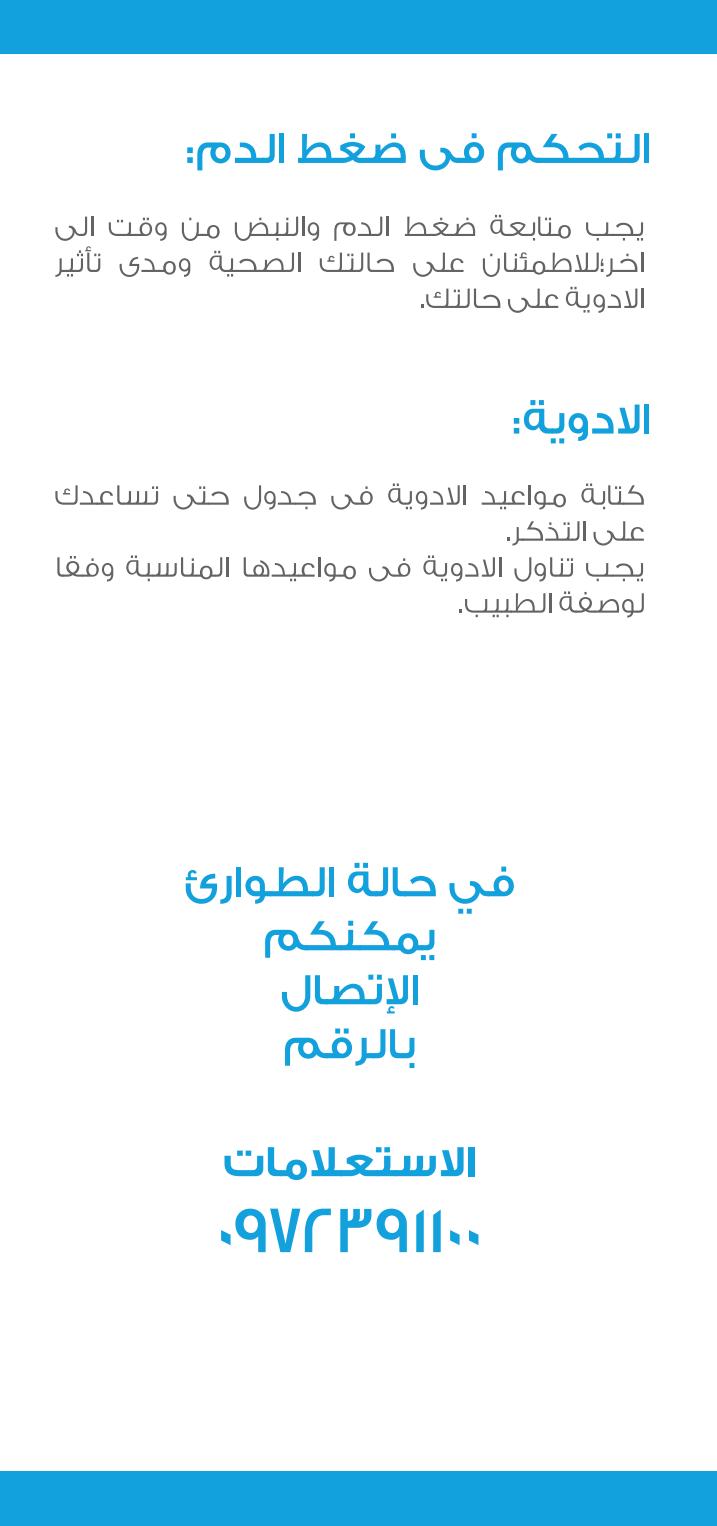 التحكم فى ضغط الدم:
يجب متابعة ضغط الدم والنبض من وقت الى
اخر؛للاطمئنان على حالتك الصحية ومدى تأثير
الادوية على حالتك.
الادوية:
كتابة مواعيد الادوية فى جدول حتى تساعدك
على التذكر.
يجب تناول الادوية فى مواعيدها المناسبة وفقا
لوصفة الطبيب.
في حالة الطوارئ
يمكنكم
الإتصال
بالرقم
الاستعلامات
٠٩٧٢٣٩١١٠٠